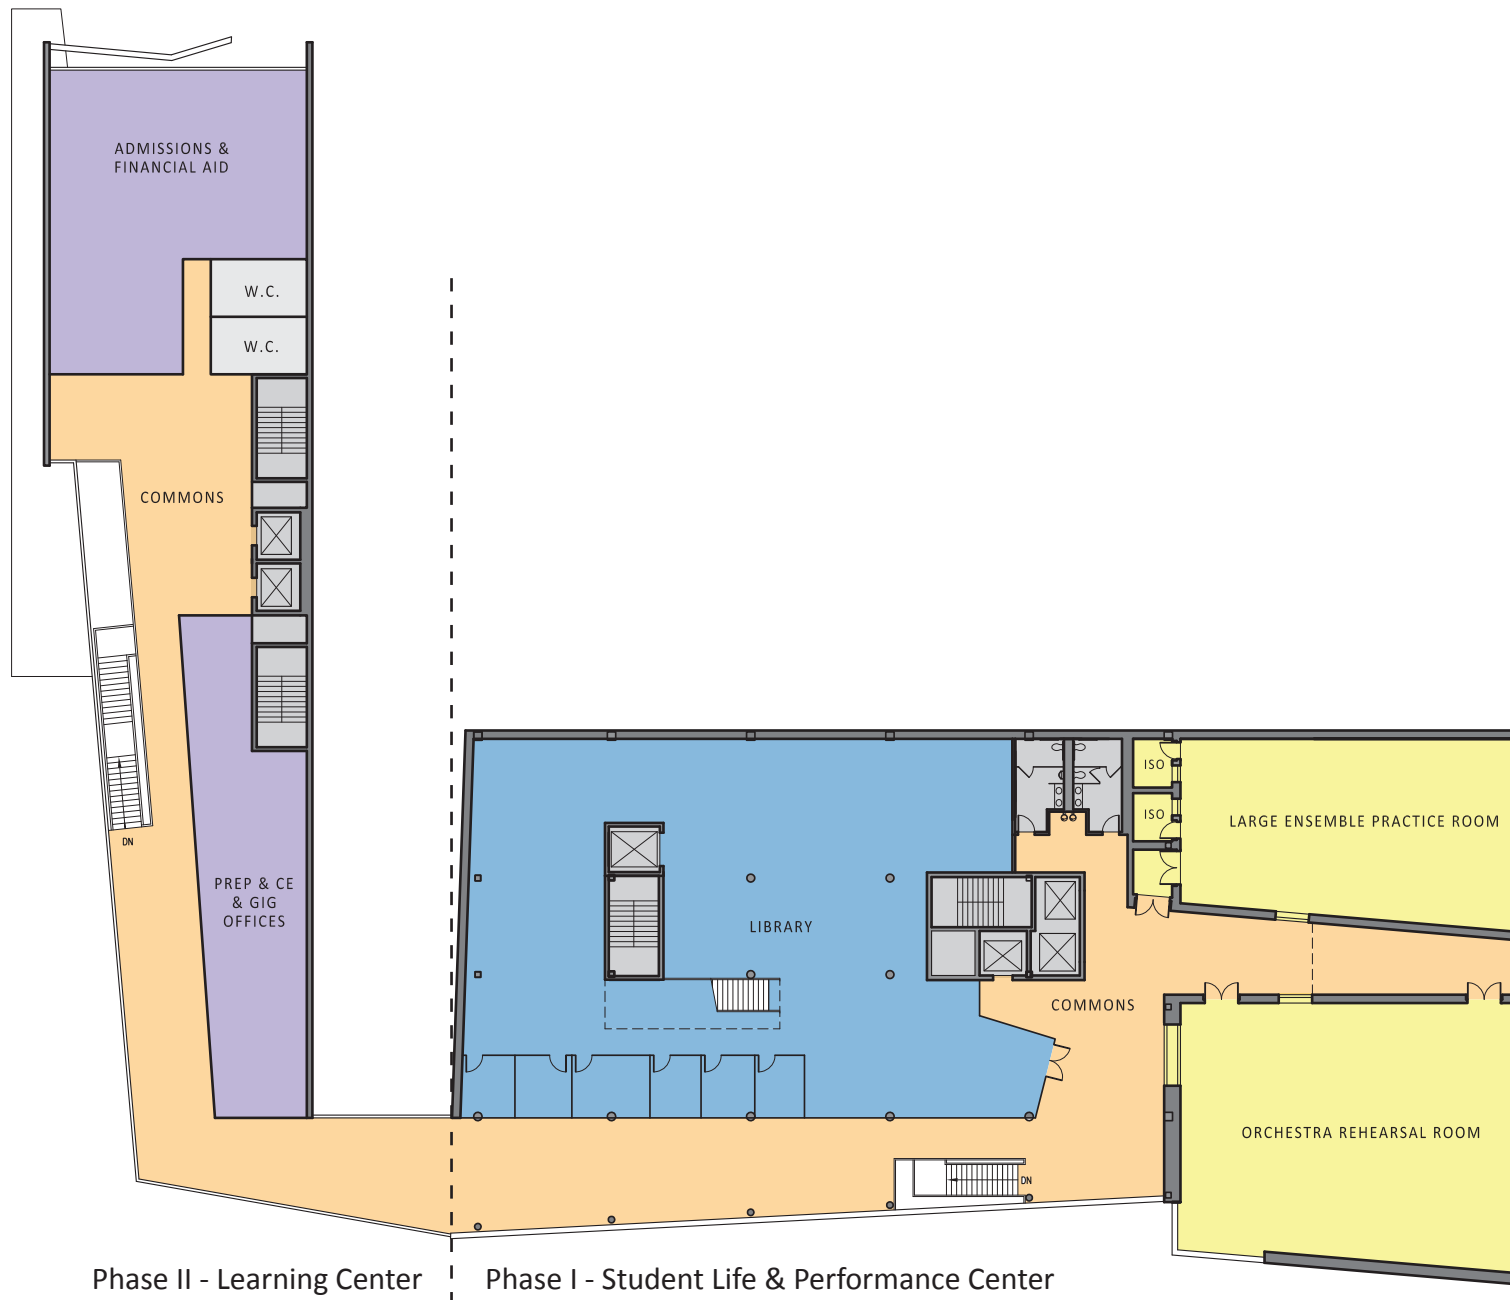 ADMISSIONS &
FINANCIAL AID
W.C.
W.C.
COMMONS
DN
PREP & CE
& GIG
OFFICES
ISO
ISO
LARGE ENSEMBLE PRACTICE ROOM
LIBRARY
COMMONS
ORCHESTRA REHEARSAL ROOM
DN
Phase II - Learning Center
Phase I - Student Life & Performance Center